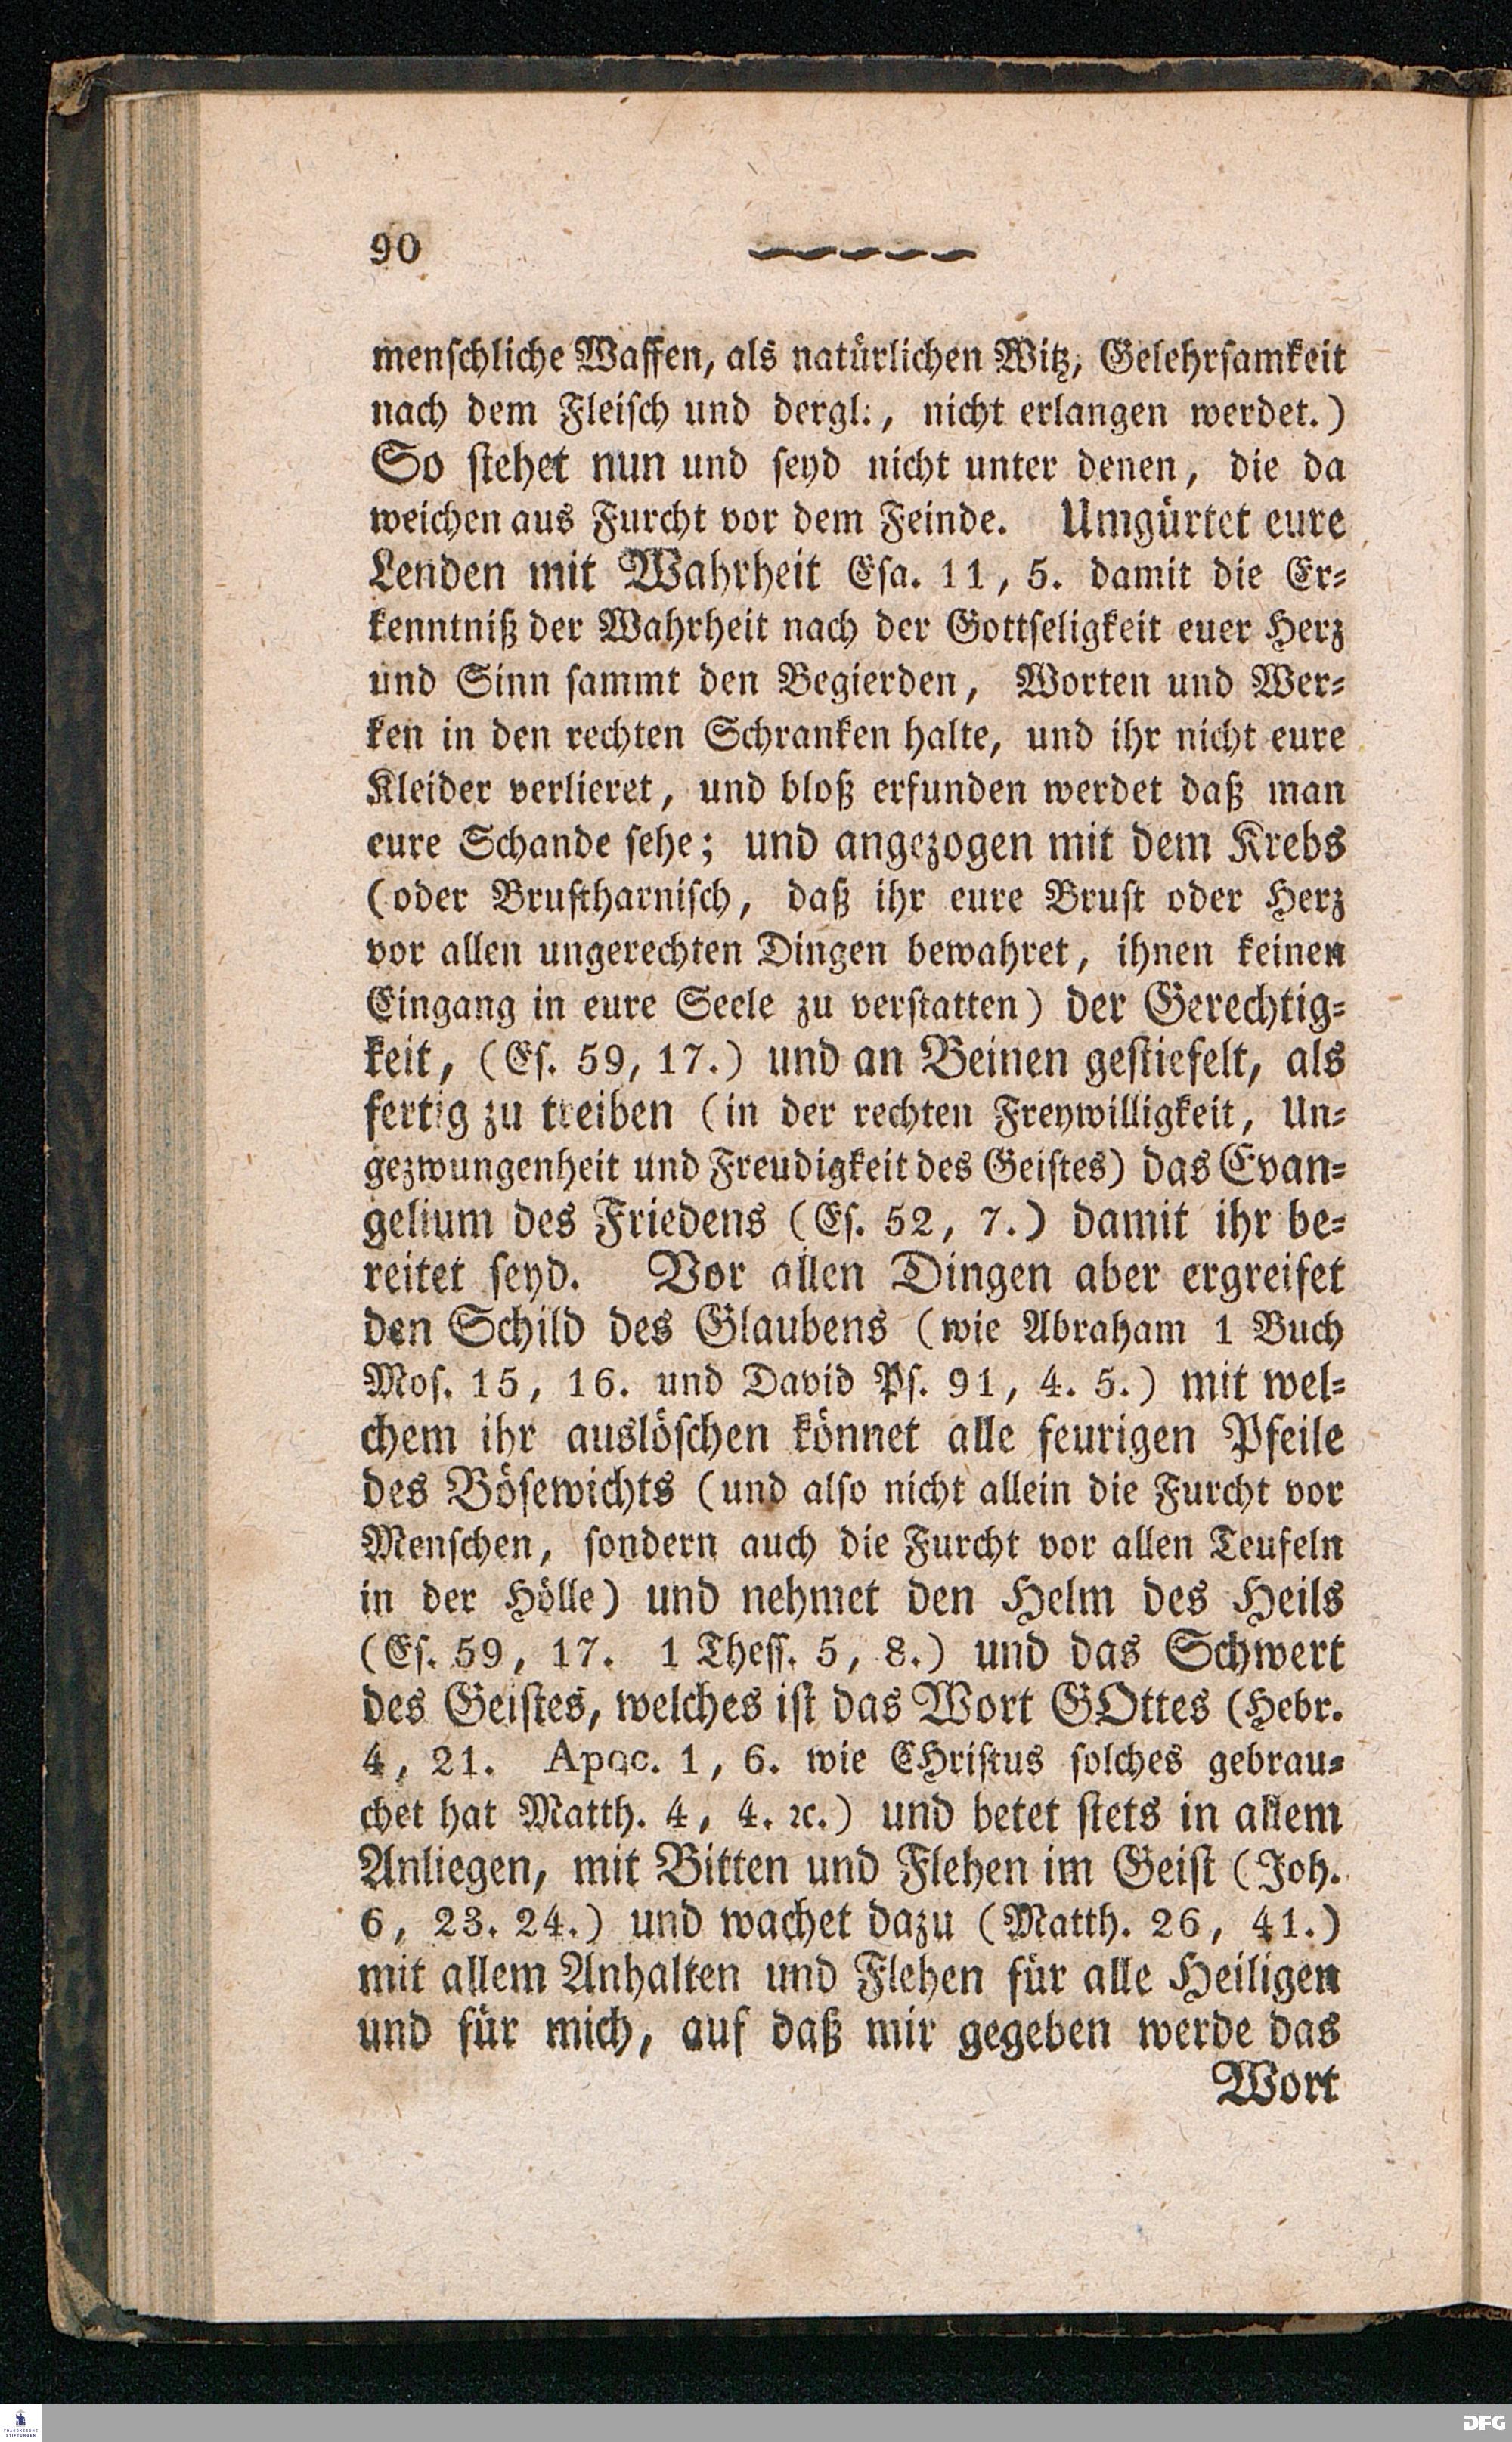 90
menschliche Waffen, als natürlichen Witz, Gelehrsamkeit
nach dem Fleisch und dergl., nicht erlangen werdet.)
So stehet nun und seyd nicht unter denen, die da
weichen aus Furcht vor dem Feinde. Umgürtet eure
Lenden mit Wahrheit Esa. 11, 5. damit die Er=
kenntniß der Wahrheit nach der Gottseligkeit euer Herz
und Sinn sammt den Begierden, Worten und Wer=
ken in den rechten Schranken halte, und ihr nicht eure
Kleider verlieret, und bloß erfunden werdet daß man
eure Schande sehe; und angezogen mit dem Krebs
(oder Brustharnisch, daß ihr eure Brust oder Herz
vor allen ungerechten Dingen bewahret, ihnen keinen
Eingang in eure Seele zu verstatten) der Gerechtig=
keit, (Es. 59, 17.) und an Beinen gestiefelt, als
fertig zu treiben (in der rechten Freywilligkeit, Un=
gezwungenheit und Freudigkeit des Geistes) das Evan=
gelium des Friedens (Es. 52, 7.) damit ihr be=
reitet seyd. Vor allen Dingen aber ergreifet
den Schild des Glaubens (wie Abraham 1 Buch
Mos. 15, 16. und David Ps. 91, 4. 5.) mit wel=
chem ihr auslöschen könnet alle feurigen Pfeile
des Bösewichts (und also nicht allein die Furcht vor
Menschen, sondern auch die Furcht vor allen Teufeln
in der Hölle) und nehmet den Helm des Heils
(Es. 59, 17. 1 Thess. 5, 8.) und das Schwert
des Geistes, welches ist das Wort GOttes (Hebr.
4, 21. Apoc. 1, 6. wie CHristus solches gebrau=
chet hat Matth. 4, 4. ꝛc.) und betet stets in allem
Anliegen, mit Bitten und Flehen im Geist (Joh.
6, 23. 24.) und wachet dazu (Matth. 26, 41.)
mit allem Anhalten und Flehen für alle Heiligen
und für mich, auf daß mir gegeben werde das
Wort
FRANCKESCHE
STIFTUNGEN
DFG